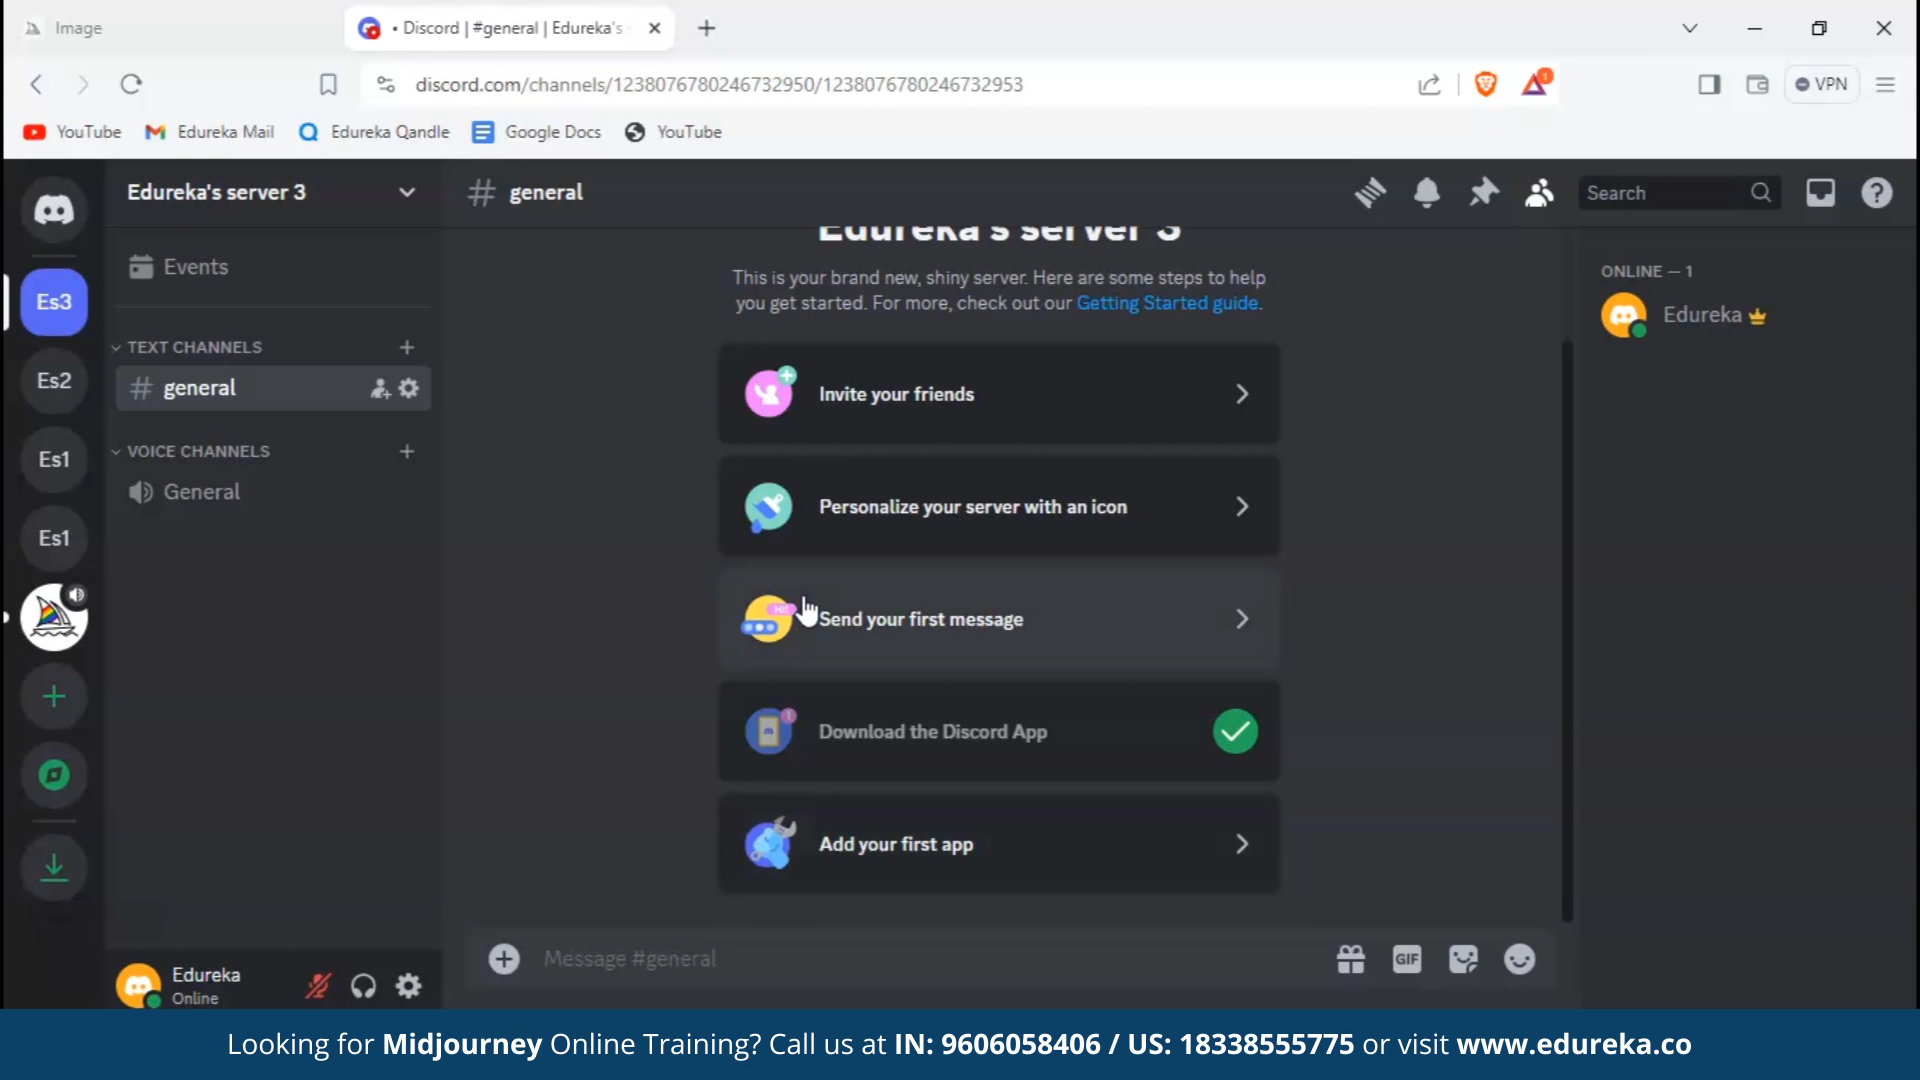 Image
• Discord | #general | Edureka's
discord.com/channels/1238076780246732950/1238076780246732953
1
VPN
YouTube
Edureka Mail
Edureka Qandle
Google Docs
YouTube
Edureka's server 3
# general
Search
Es3
Es2
Es1
Es1
Events
TEXT CHANNELS
# general
VOICE CHANNELS
General
Edureka's server 3
This is your brand new, shiny server. Here are some steps to help
you get started. For more, check out our Getting Started guide.
Invite your friends
Personalize your server with an icon
Send your first message
Download the Discord App
Add your first app
ONLINE — 1
Edureka
Message #general
GIF
Edureka
Online
Looking for Midjourney Online Training? Call us at IN: 9606058406 / US: 18338555775 or visit www.edureka.co